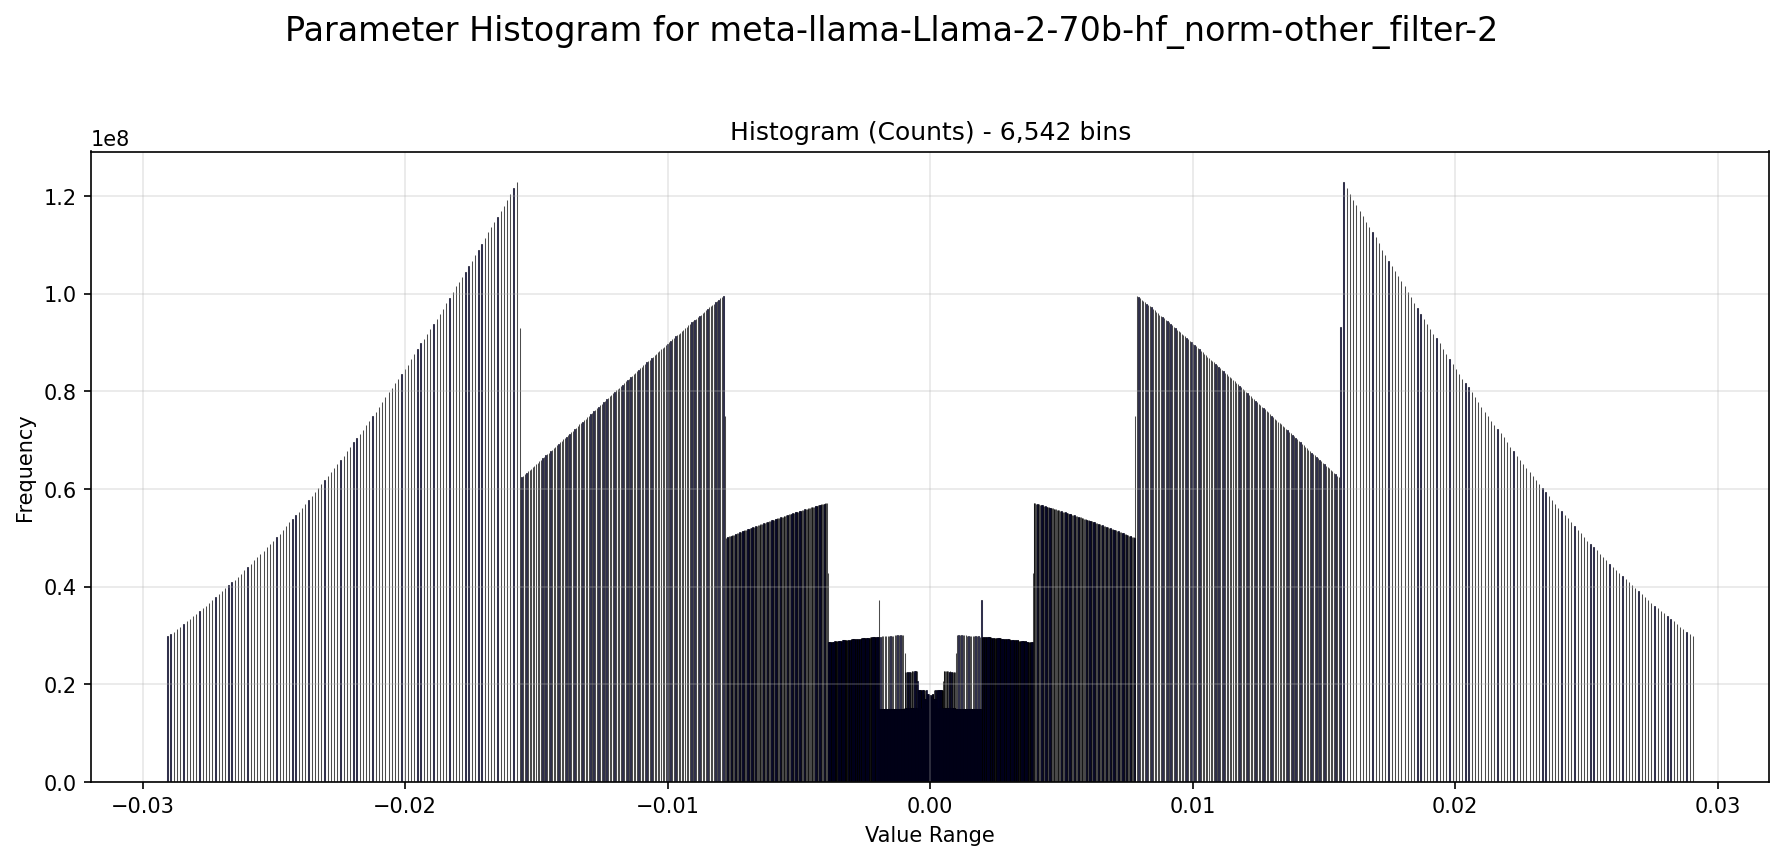 Parameter Histogram for meta-llama-Llama-2-70b-hf_norm-other_filter-2
Histogram (Counts) - 6,542 bins
1e8
1.2
1.0
0.8
0.6
0.4
0.2
0.0
Frequency
−0.03 −0.02 −0.01 0.00 0.01 0.02 0.03
Value Range